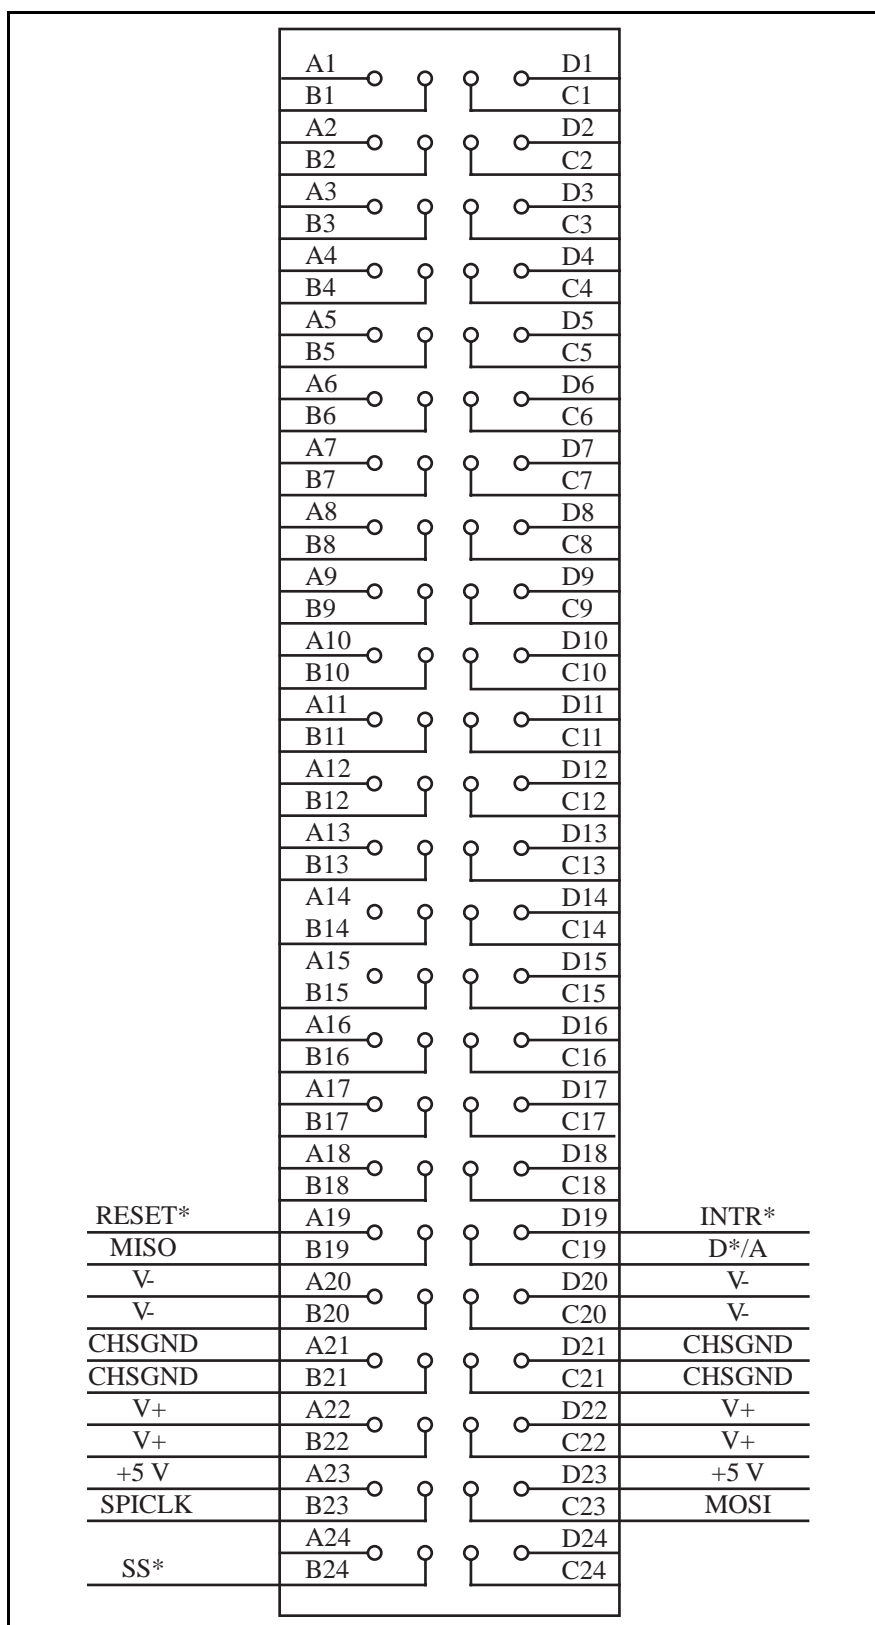 A1 D1
B1 C1
A2 D2
B2 C2
A3 D3
B3 C3
A4 D4
B4 C4
A5 D5
B5 C5
A6 D6
B6 C6
A7 D7
B7 C7
A8 D8
B8 C8
A9 D9
B9 C9
A10 D10
B10 C10
A11 D11
B11 C11
A12 D12
B12 C12
A13 D13
B13 C13
A14 D14
B14 C14
A15 D15
B15 C15
A16 D16
B16 C16
A17 D17
B17 C17
A18 D18
B18 C18
RESET* A19 D19 INTR*
MISO B19 C19 D*/A
V- A20 D20 V-
V- B20 C20 V-
CHSGND A21 D21 CHSGND
CHSGND B21 C21 CHSGND
V+ A22 D22 V+
V+ B22 C22 V+
+5 V A23 D23 +5 V
SPICLK B23 C23 MOSI
A24 D24
SS* B24 C24